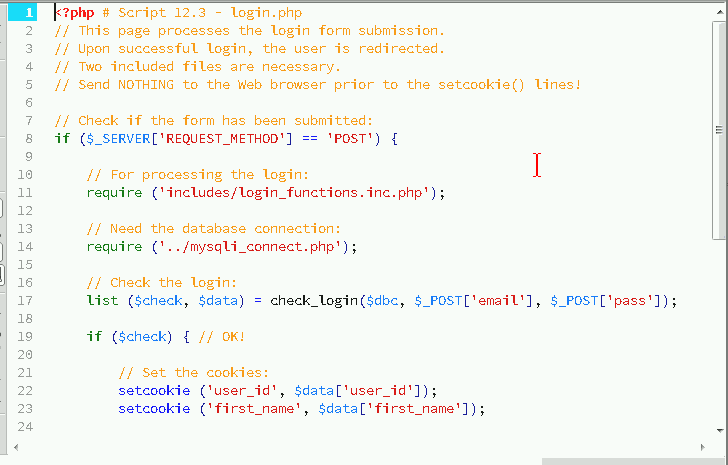 1 <?php # Script 12.3 - login.php
2 // This page processes the login form submission.
3 // Upon successful login, the user is redirected.
4 // Two included files are necessary.
5 // Send NOTHING to the Web browser prior to the setcookie() lines!
6
7 // Check if the form has been submitted:
8 if ($_SERVER['REQUEST_METHOD'] == 'POST') {
9
10     // For processing the login:
11     require ('includes/login_functions.inc.php');
12
13     // Need the database connection:
14     require ('../mysqli_connect.php');
15
16     // Check the login:
17     list ($check, $data) = check_login($dbc, $_POST['email'], $_POST['pass']);
18
19     if ($check) { // OK!
20
21         // Set the cookies:
22         setcookie ('user_id', $data['user_id']);
23         setcookie ('first_name', $data['first_name']);
24